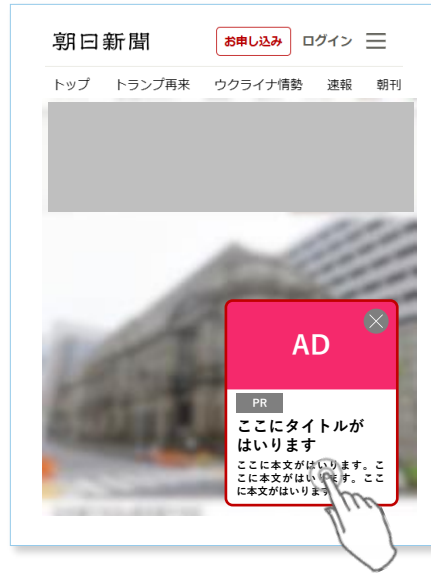 朝日新聞 お申し込み ログイン
トップ トランプ再来 ウクライナ情勢 速報 朝刊
AD
PR
ここにタイトルが
はいります
ここに本文がはいります。こ
こに本文がはいります。ここ
に本文がはいります